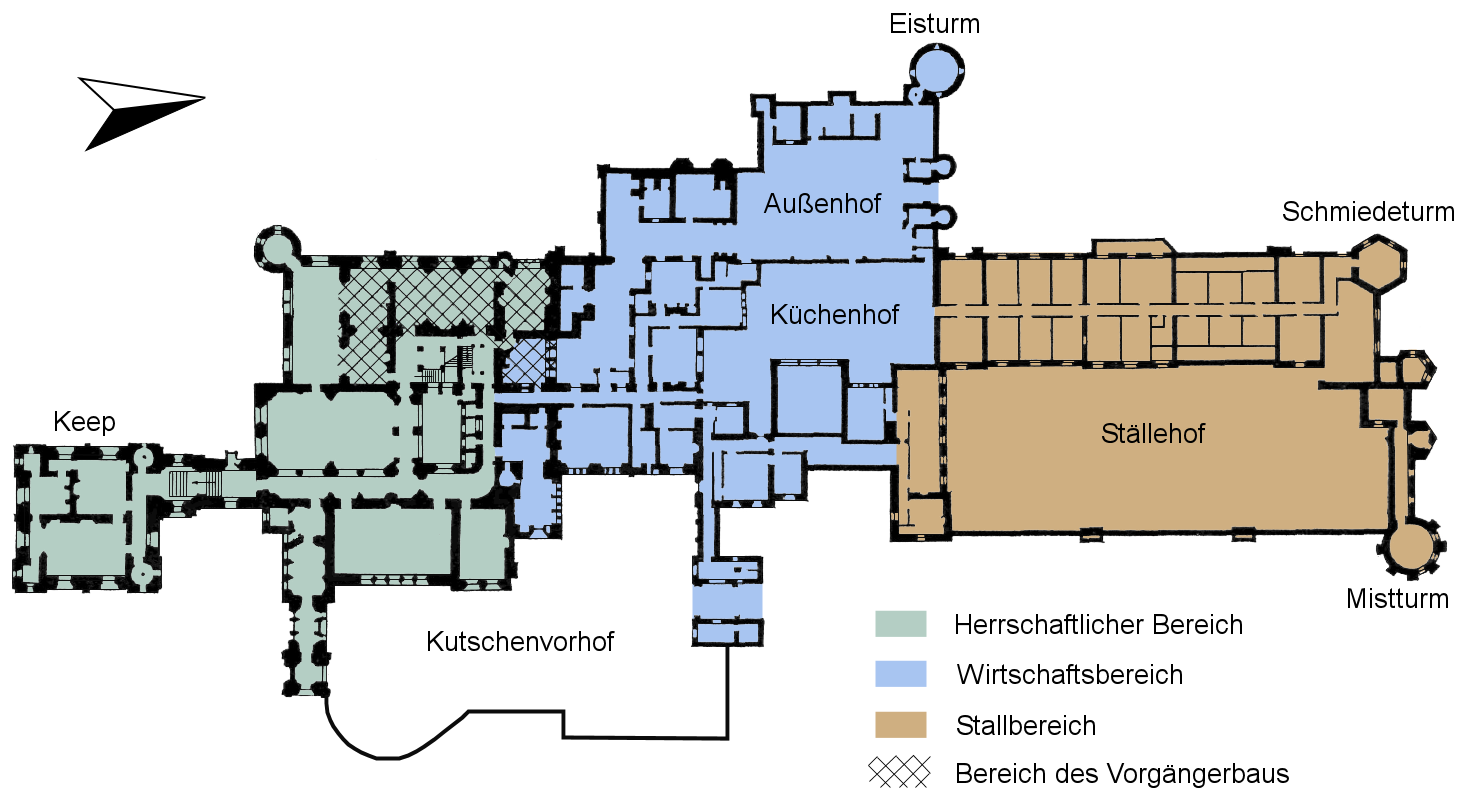 Eisturm
Außenhof
Schmiedeturm
Küchenhof
Keep
Ställehof
Mistturm
Kutschenvorhof
Herrschaftlicher Bereich
Wirtschaftsbereich
Stallbereich
Bereich des Vorgängerbaus